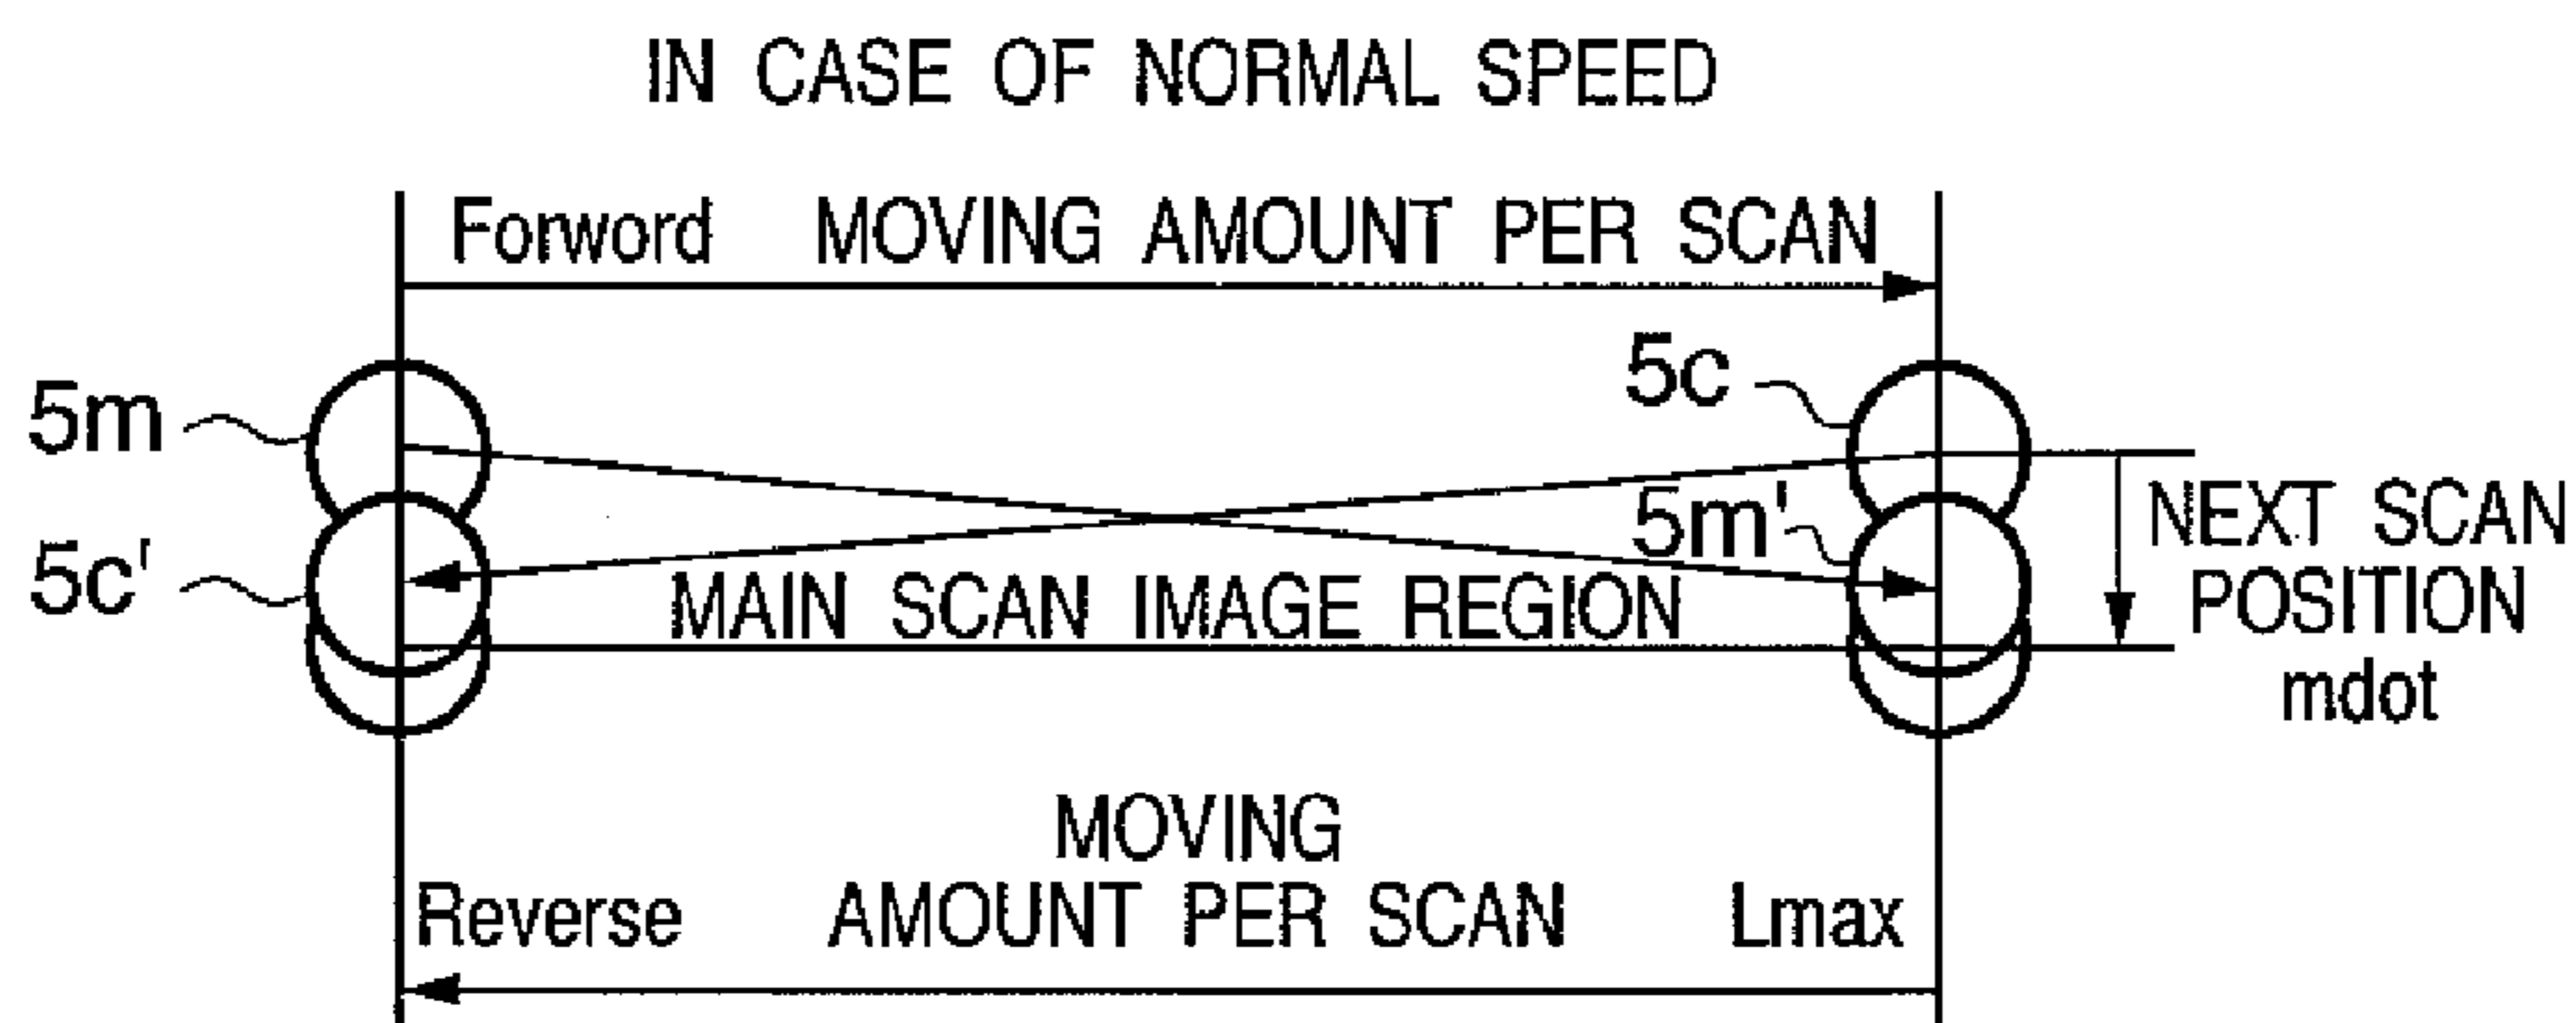 IN CASE OF NORMAL SPEED
Forword MOVING AMOUNT PER SCAN
5m
5c
5c'
5m'
NEXT SCAN
POSITION
mdot
MAIN SCAN IMAGE REGION
MOVING
Reverse AMOUNT PER SCAN Lmax